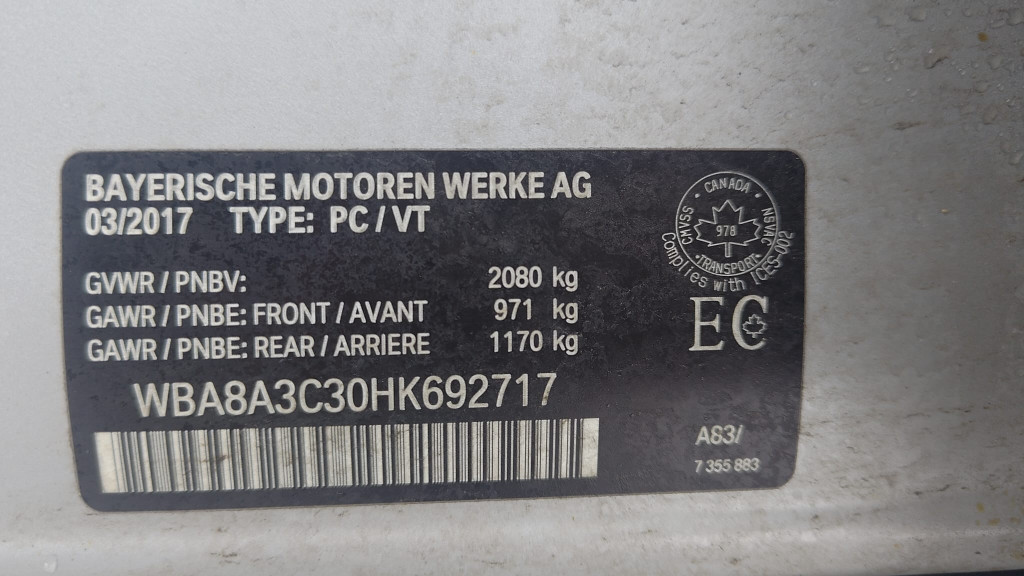 BAYERISCHE MOTOREN WERKE AG
03/2017 TYPE: PC / VT
GVWR / PNBV: 2080 kg
GAWR / PNBE: FRONT / AVANT 971 kg
GAWR / PNBE: REAR / ARRIERE 1170 kg
WBA8A3C30HK692717
• CANADA •
CMVSS
NSVAC
978
• TRANSPORT •
Complies with ICES-002
EC
A83/
7 355 883